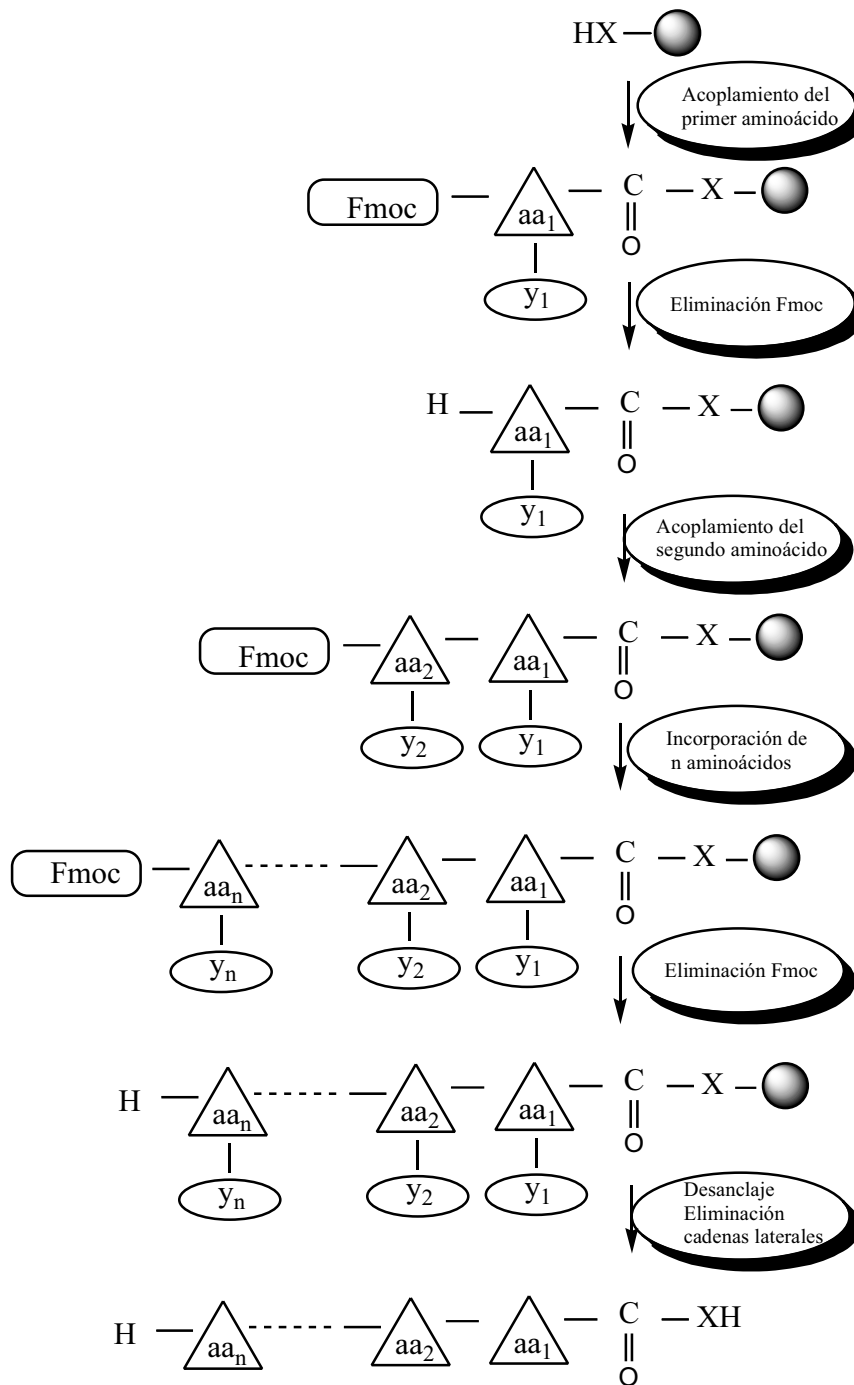 HX
Acoplamiento del
primer aminoácido
Fmoc aa1 C X
O
y1
Eliminación Fmoc
H aa1 C X
O
y1
Acoplamiento del
segundo aminoácido
Fmoc aa2 aa1 C X
O
y2 y1
Incorporación de
n aminoácidos
Fmoc aan aa2 aa1 C X
O
yn y2 y1
Eliminación Fmoc
H aan aa2 aa1 C X
O
yn y2 y1
Desanclaje
Eliminación
cadenas laterales
H aan aa2 aa1 C XH
O